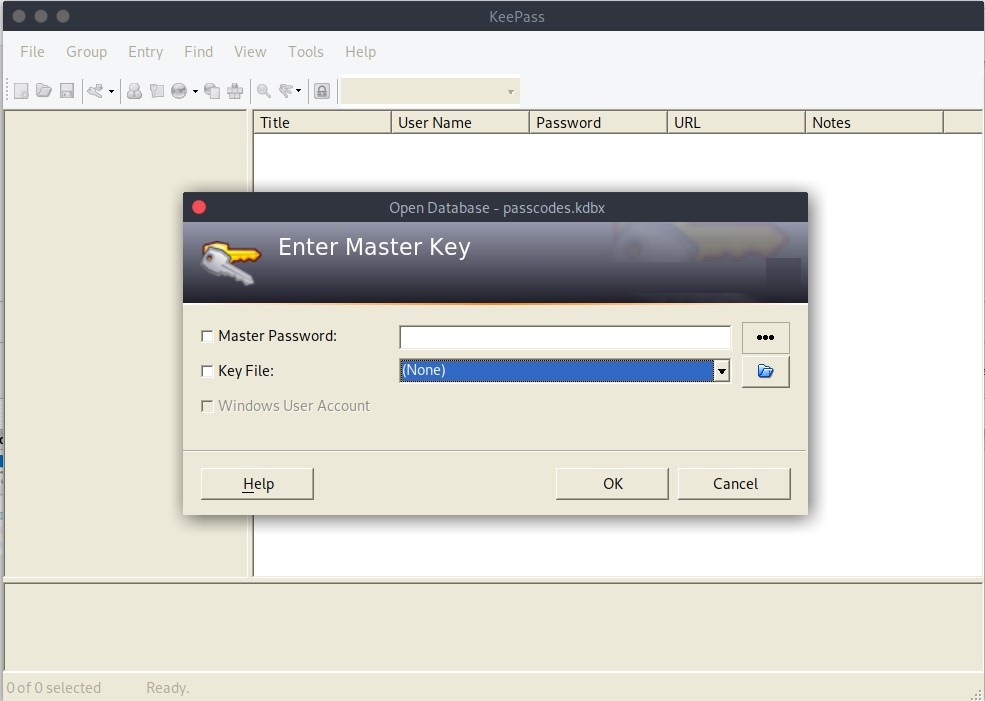 KeePass
File Group Entry Find View Tools Help
Title User Name Password URL Notes
Open Database - passcodes.kdbx
Enter Master Key
Master Password:
Key File: (None)
Windows User Account
Help OK Cancel
0 of 0 selected Ready.